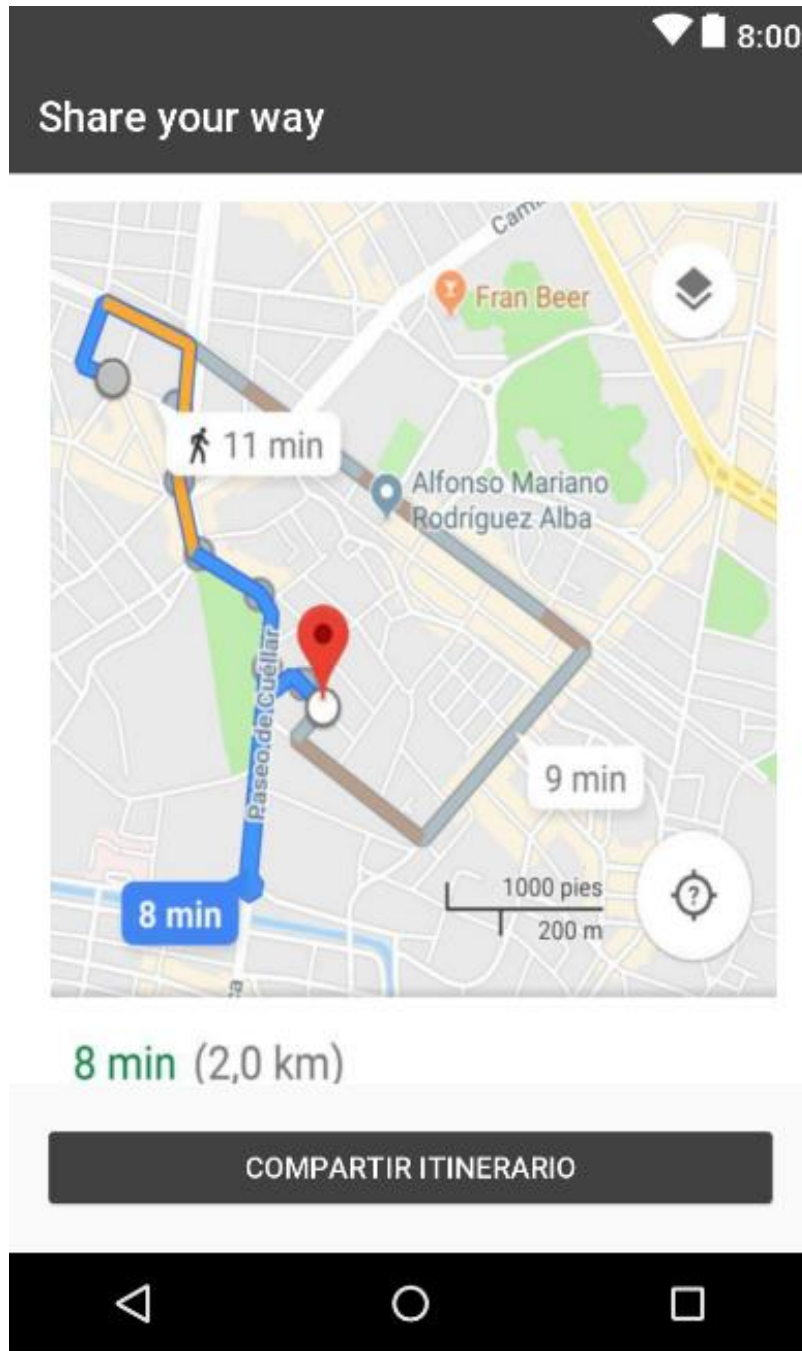 8:00
Share your way
Cami
Fran Beer
11 min
Alfonso Mariano
Rodríguez Alba
Paseo de Cuéllar
9 min
1000 pies
200 m
8 min
?
8 min (2,0 km)
COMPARTIR ITINERARIO